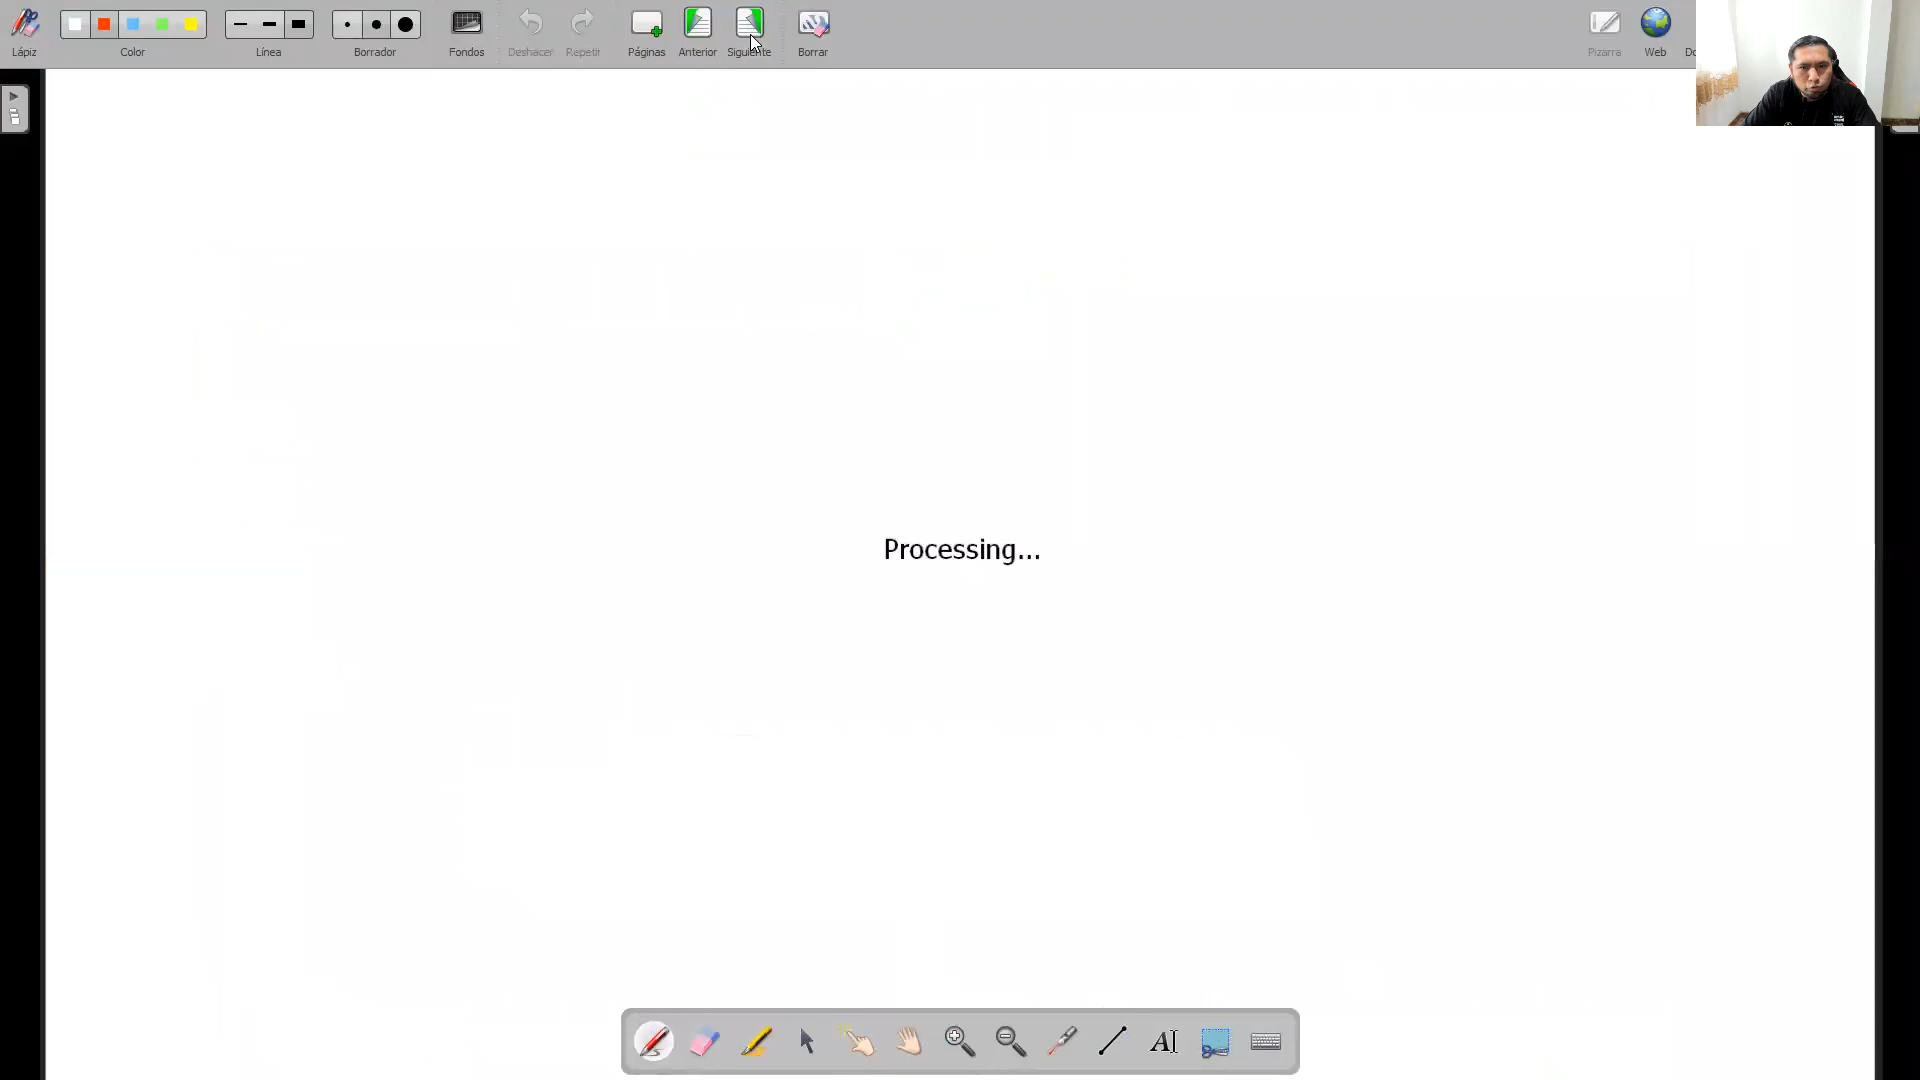 Lápiz
Color
Línea
Borrador
Fondos
Deshacer
Repetir
Páginas
Anterior
Siguiente
Borrar
Pizarra
Web
Processing...